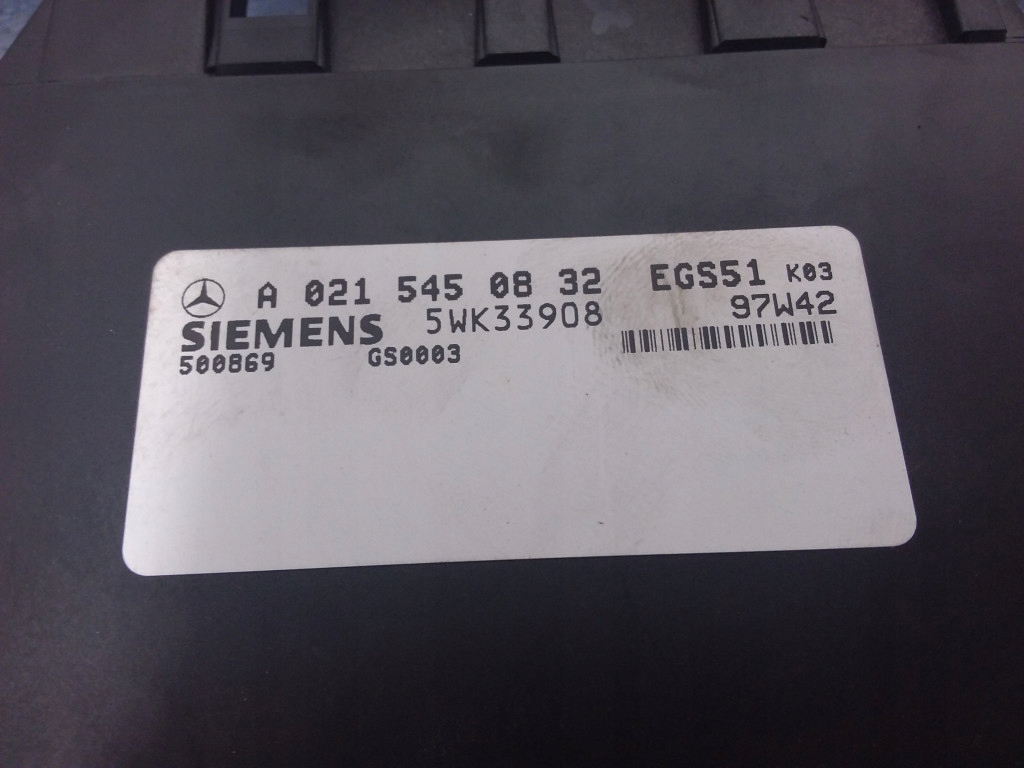 A 021 545 08 32 EGS51 K03
SIEMENS 5WK33908 97W42
500869 GS0003